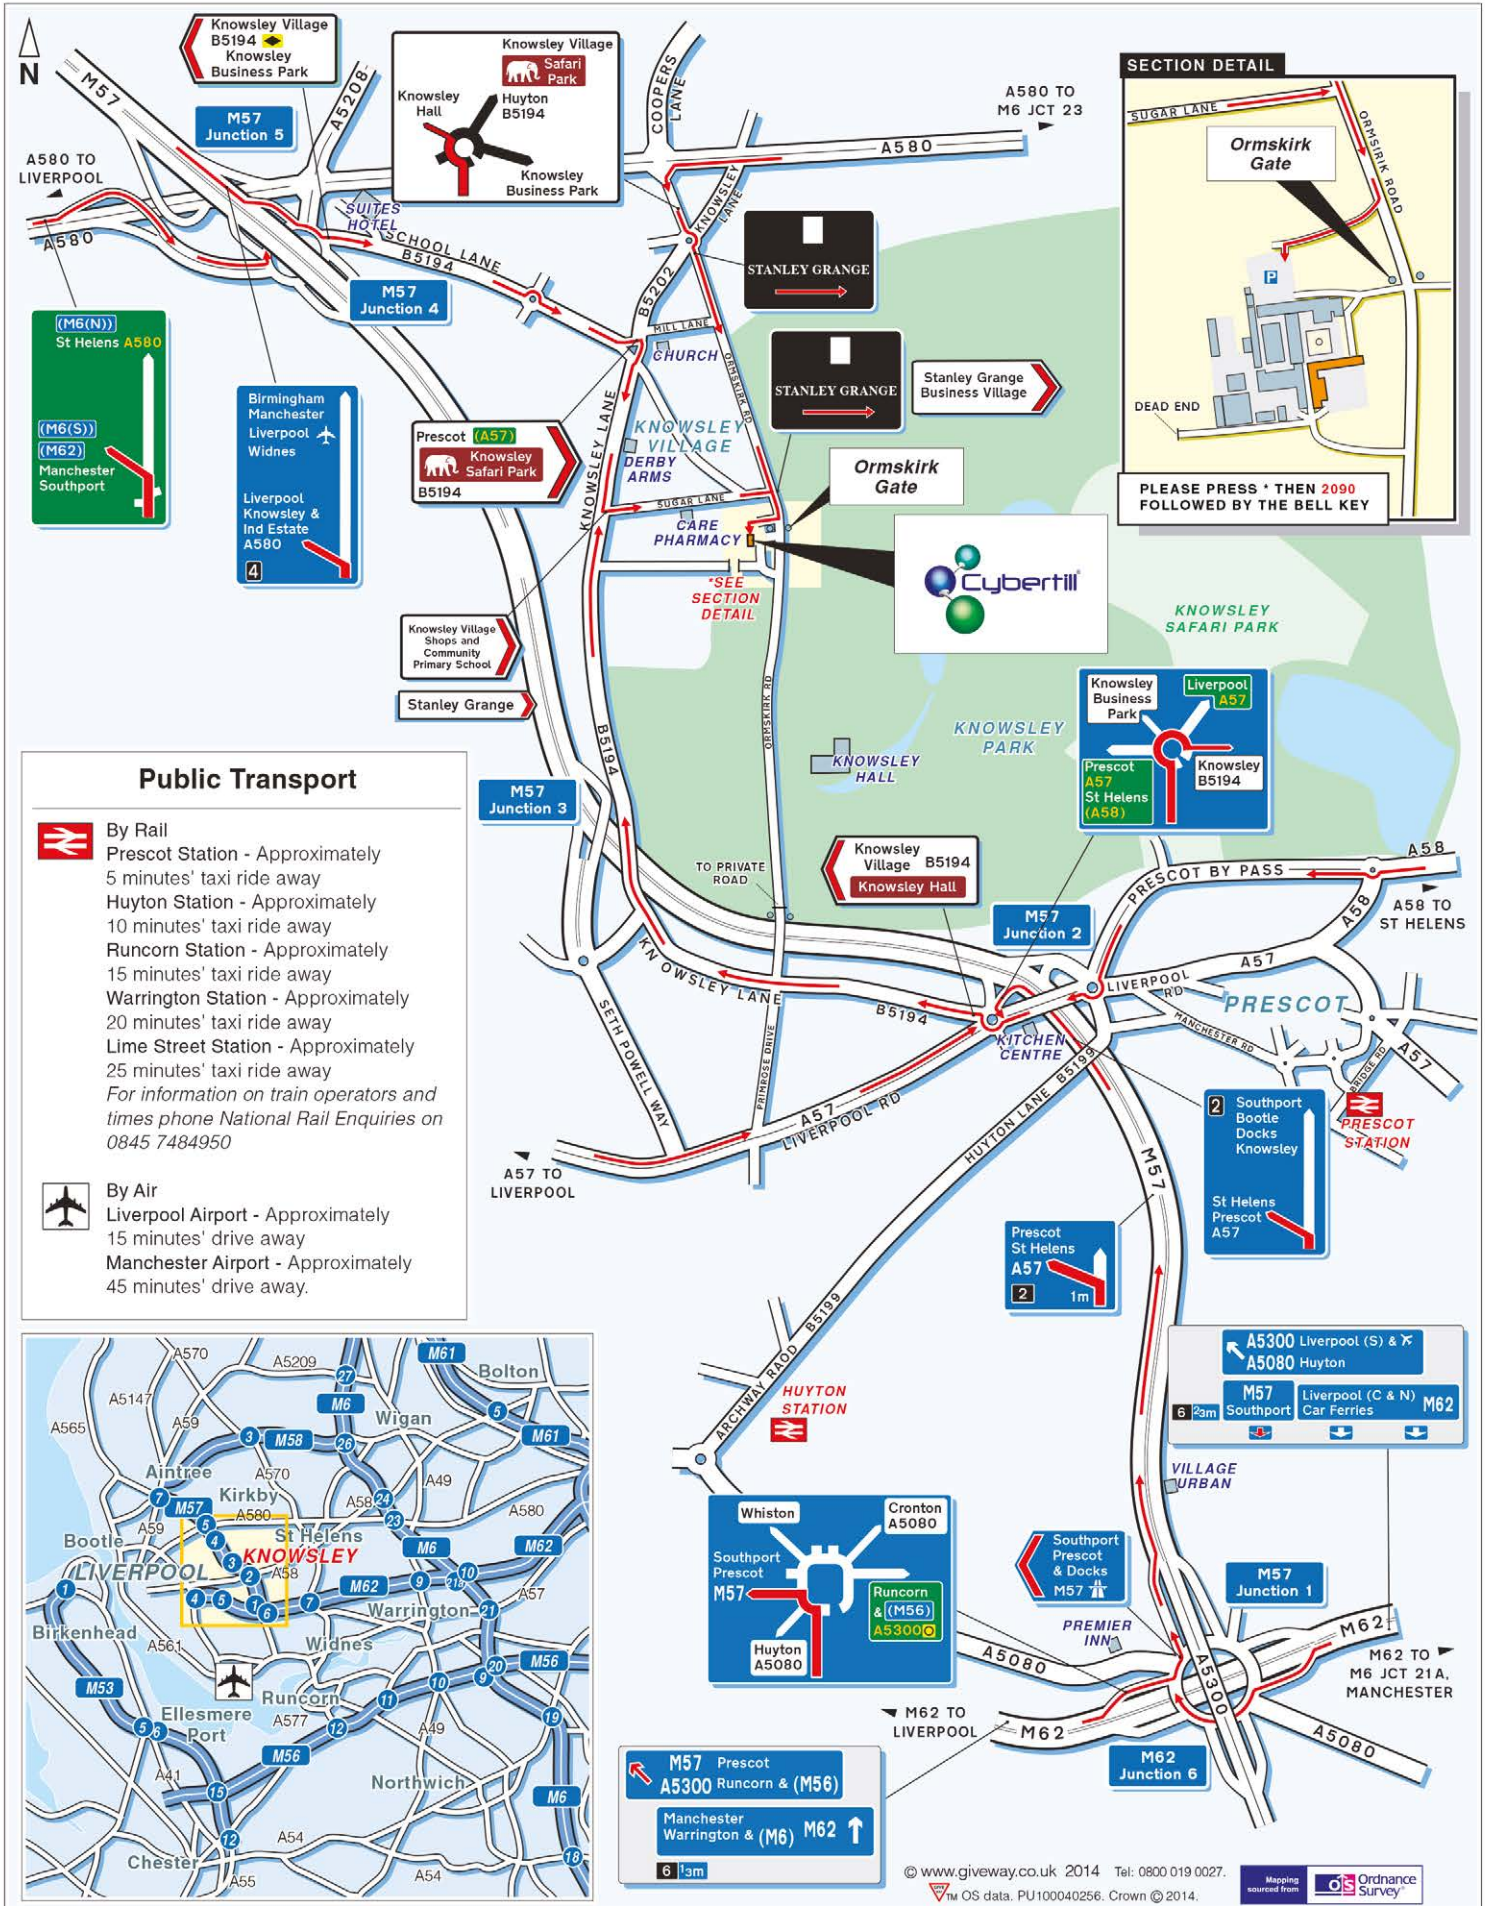 N
Knowsley Village
B5194
Knowsley
Business Park
M57
M57
Junction 5
A5208
A580 TO
LIVERPOOL
A580
Knowsley Village
Safari
Park
Knowsley
Hall
Huyton
B5194
Knowsley
Business Park
COOPERS
LANE
A580 TO
M6 JCT 23
A580
KNOWSLEY
LANE
SUITES
HOTEL
SCHOOL LANE
B5194
M57
Junction 4
B5202
STANLEY GRANGE
MILL LANE
CHURCH
ORMSKIRK RD
STANLEY GRANGE
Stanley Grange
Business Village
SECTION DETAIL
SUGAR LANE
ORMSIRIK ROAD
Ormskirk
Gate
P
DEAD END
PLEASE PRESS * THEN 2090
FOLLOWED BY THE BELL KEY
(M6(N))
St Helens A580
(M6(S))
(M62)
Manchester
Southport
Birmingham
Manchester
Liverpool
Widnes
Liverpool
Knowsley &
Ind Estate
A580
4
Prescot (A57)
Knowsley
Safari Park
B5194
KNOWSLEY LANE
KNOWSLEY
VILLAGE
DERBY
ARMS
SUGAR LANE
CARE
PHARMACY
Ormskirk
Gate
Cybertill
*SEE
SECTION
DETAIL
KNOWSLEY
SAFARI PARK
Knowsley Village
Shops and
Community
Primary School
Stanley Grange
B5194
ORMSKIRK RD
KNOWSLEY
PARK
KNOWSLEY
HALL
Knowsley
Business
Park
Liverpool
A57
Prescot
A57
St Helens
(A58)
Knowsley
B5194
M57
Junction 3
TO PRIVATE
ROAD
Knowsley
Village B5194
Knowsley Hall
M57
Junction 2
PRESCOT BY PASS
A58
A58 TO
ST HELENS
A58
A57
LIVERPOOL
RD
PRESCOT
MANCHESTER RD
A57
BRIDGE RD
PRESCOT
STATION
KNOWSLEY LANE
B5194
KITCHEN
CENTRE
SETH POWELL WAY
PRIMROSE DRIVE
A57
LIVERPOOL RD
A57 TO
LIVERPOOL
HUYTON LANE B5199
M57
2
Southport
Bootle
Docks
Knowsley
St Helens
Prescot
A57
Prescot
St Helens
A57
2
1m
B5199
ARCHWAY RAOD
HUYTON
STATION
A5300 Liverpool (S) &
A5080 Huyton
M57
Southport
Liverpool (C & N)
Car Ferries
M62
6 23m
VILLAGE
URBAN
Whiston
Cronton
A5080
Southport
Prescot
M57
Runcorn
& (M56)
A5300
Huyton
A5080
Southport
Prescot
& Docks
M57
M57
Junction 1
PREMIER
INN
A5080
M62
M62 TO
M6 JCT 21A,
MANCHESTER
A5300
M62 TO
LIVERPOOL
M62
A5080
M62
Junction 6
M57 Prescot
A5300 Runcorn & (M56)
Manchester
Warrington & (M6) M62
6 13m
Public Transport
By Rail
Prescot Station - Approximately
5 minutes' taxi ride away
Huyton Station - Approximately
10 minutes' taxi ride away
Runcorn Station - Approximately
15 minutes' taxi ride away
Warrington Station - Approximately
20 minutes' taxi ride away
Lime Street Station - Approximately
25 minutes' taxi ride away
For information on train operators and
times phone National Rail Enquiries on
0845 7484950
By Air
Liverpool Airport - Approximately
15 minutes' drive away
Manchester Airport - Approximately
45 minutes' drive away.
A570
A5209
M61
Bolton
27
A5147
M6
5
A565
A59
Wigan
3
M58
26
M61
Aintree
A570
A49
7
M57
Kirkby
A58
24
A580
5
A580
23
A59
Bootle
4
St Helens
M6
M62
3
KNOWSLEY
LIVERPOOL
2
A58
M62
9
21a
10
1
4
5
1
6
7
A57
Warrington
21
Birkenhead
A561
Widnes
20
M56
M53
10
9
Runcorn
11
Ellesmere
Port
A577
12
19
5
6
A49
M56
A41
Northwich
15
M6
12
A54
Chester
A54
18
A55
© www.giveway.co.uk 2014 Tel: 0800 019 0027.
TM OS data. PU100040256. Crown © 2014.
Mapping
sourced from
OS
Ordnance
Survey